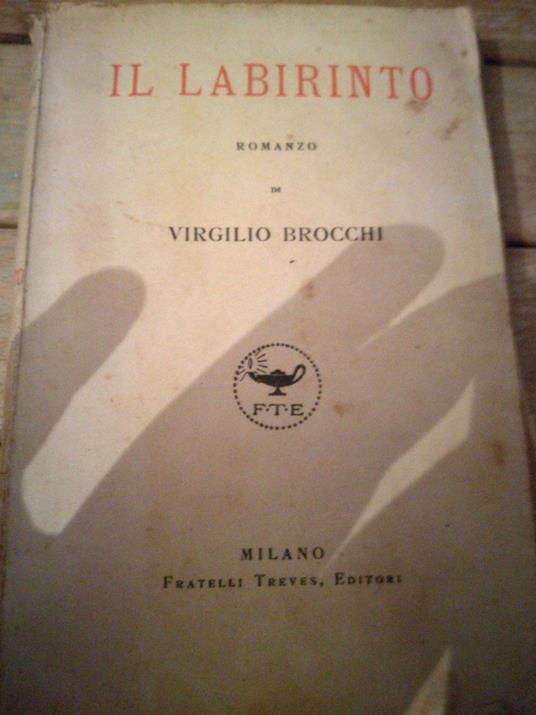 IL LABIRINTO
ROMANZO
DI
VIRGILIO BROCCHI
F·T·E
MILANO
FRATELLI TREVES, EDITORI